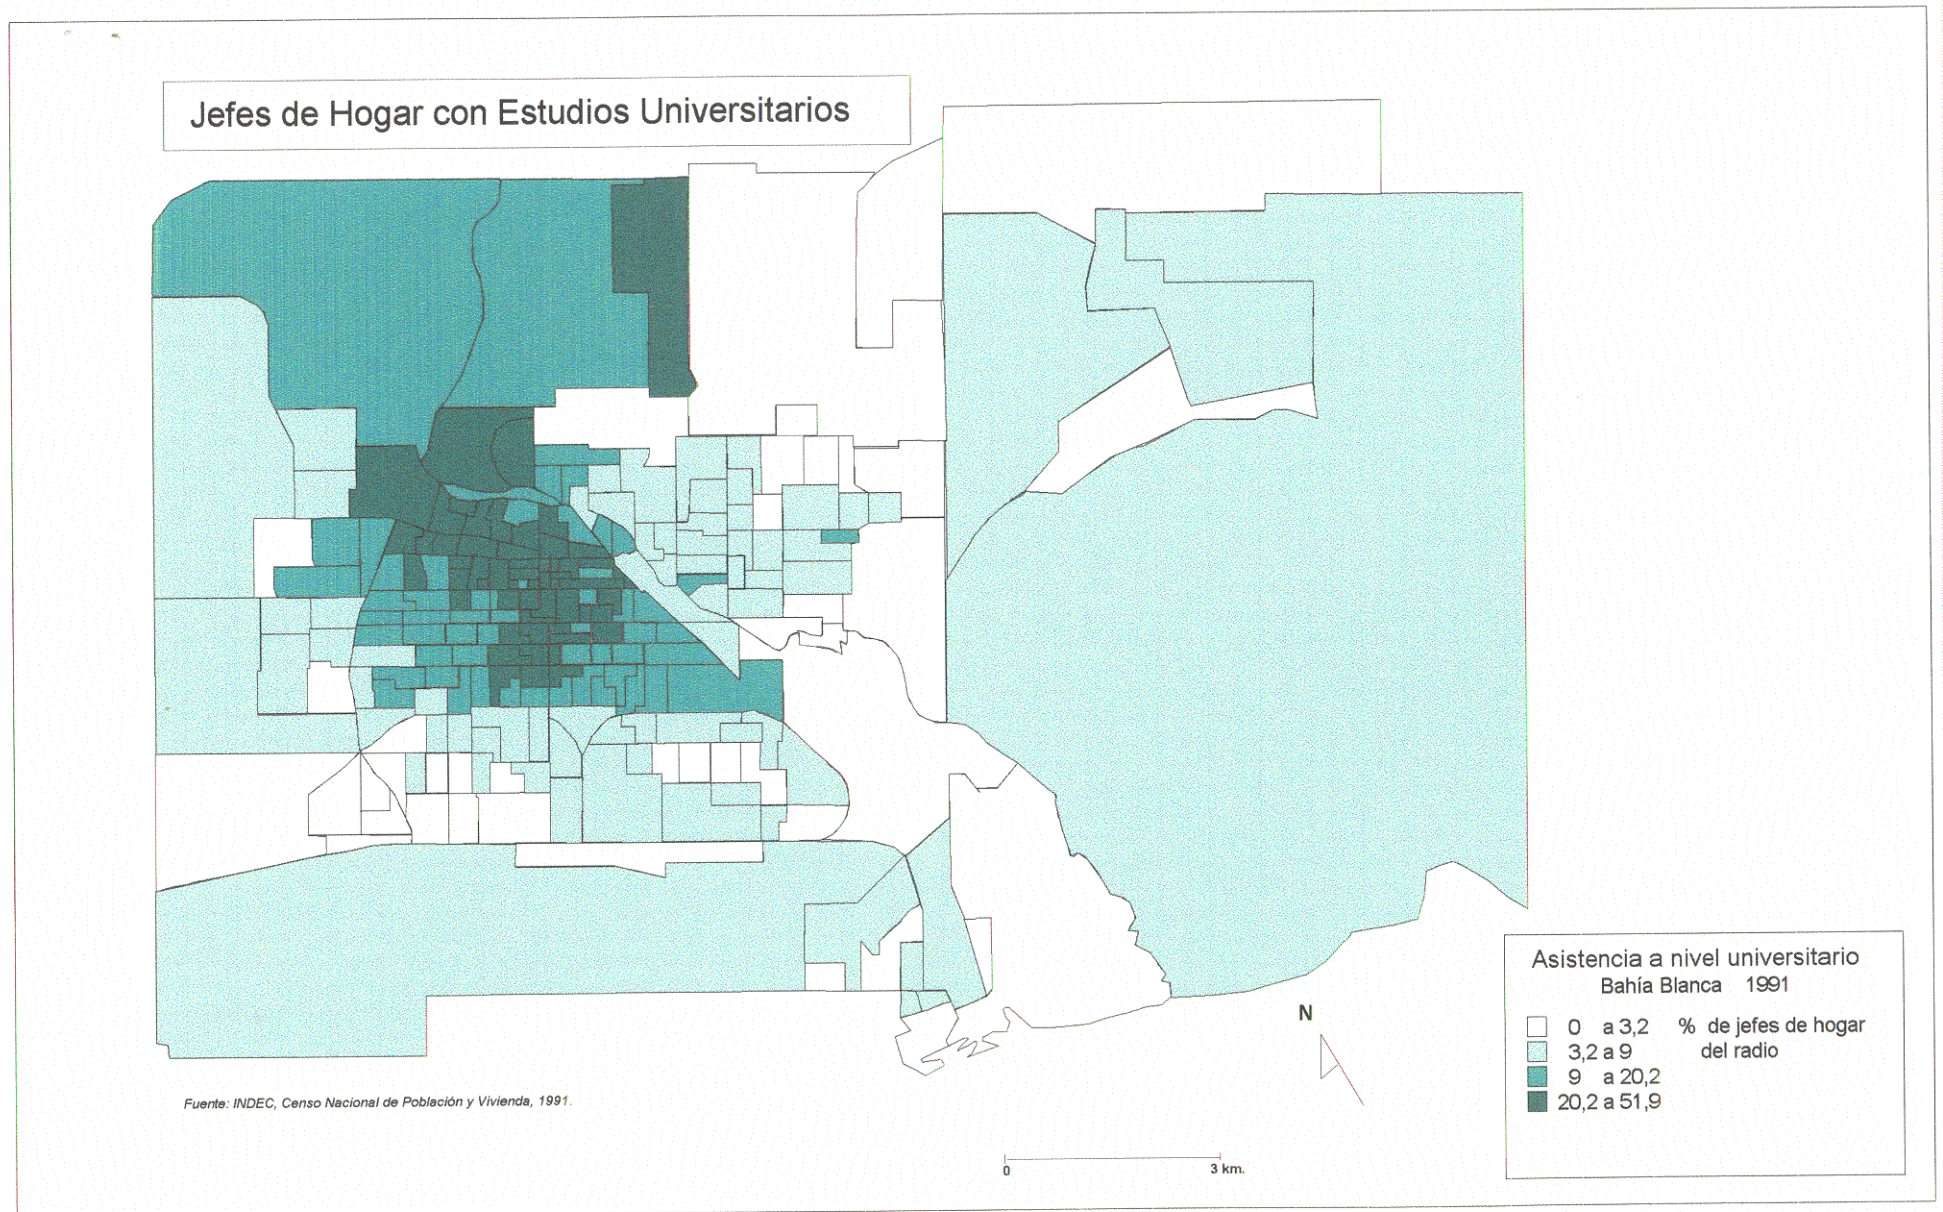 Jefes de Hogar con Estudios Universitarios
Asistencia a nivel universitario
Bahía Blanca 1991
0 a 3,2 % de jefes de hogar
3,2 a 9 del radio
9 a 20,2
20,2 a 51,9
N
Fuente: INDEC, Censo Nacional de Población y Vivienda, 1991.
0 3 km.